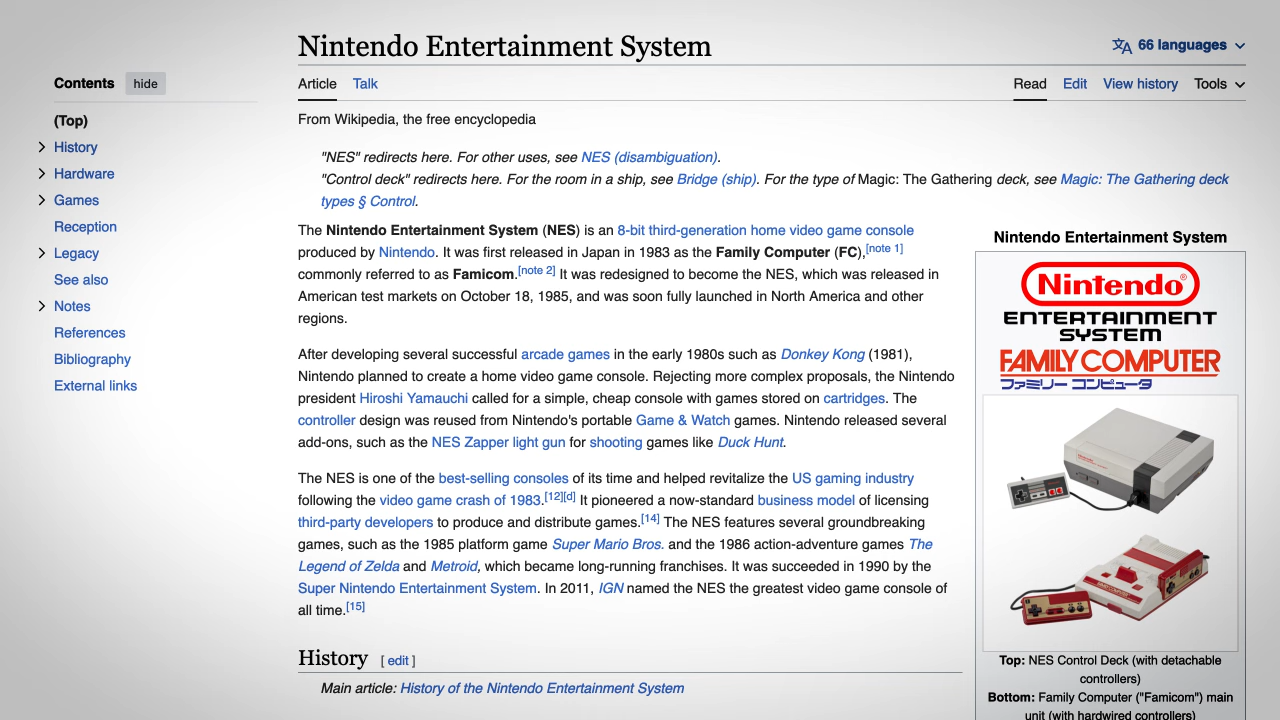 Nintendo Entertainment System
66 languages
Contents hide
Article Talk
Read Edit View history Tools
(Top)
History
Hardware
Games
Reception
Legacy
See also
Notes
References
Bibliography
External links
From Wikipedia, the free encyclopedia
"NES" redirects here. For other uses, see NES (disambiguation).
"Control deck" redirects here. For the room in a ship, see Bridge (ship). For the type of Magic: The Gathering deck, see Magic: The Gathering deck
types § Control.
The Nintendo Entertainment System (NES) is an 8-bit third-generation home video game console
produced by Nintendo. It was first released in Japan in 1983 as the Family Computer (FC),[note 1]
commonly referred to as Famicom.[note 2] It was redesigned to become the NES, which was released in
American test markets on October 18, 1985, and was soon fully launched in North America and other
regions.
After developing several successful arcade games in the early 1980s such as Donkey Kong (1981),
Nintendo planned to create a home video game console. Rejecting more complex proposals, the Nintendo
president Hiroshi Yamauchi called for a simple, cheap console with games stored on cartridges. The
controller design was reused from Nintendo's portable Game & Watch games. Nintendo released several
add-ons, such as the NES Zapper light gun for shooting games like Duck Hunt.
The NES is one of the best-selling consoles of its time and helped revitalize the US gaming industry
following the video game crash of 1983.[12][d] It pioneered a now-standard business model of licensing
third-party developers to produce and distribute games.[14] The NES features several groundbreaking
games, such as the 1985 platform game Super Mario Bros. and the 1986 action-adventure games The
Legend of Zelda and Metroid, which became long-running franchises. It was succeeded in 1990 by the
Super Nintendo Entertainment System. In 2011, IGN named the NES the greatest video game console of
all time.[15]
History [ edit ]
Main article: History of the Nintendo Entertainment System
Nintendo Entertainment System
Nintendo®
ENTERTAINMENT
SYSTEM
FAMILY COMPUTER
ファミリー コンピュータ
Top: NES Control Deck (with detachable
controllers)
Bottom: Family Computer ("Famicom") main
unit (with hardwired controllers)